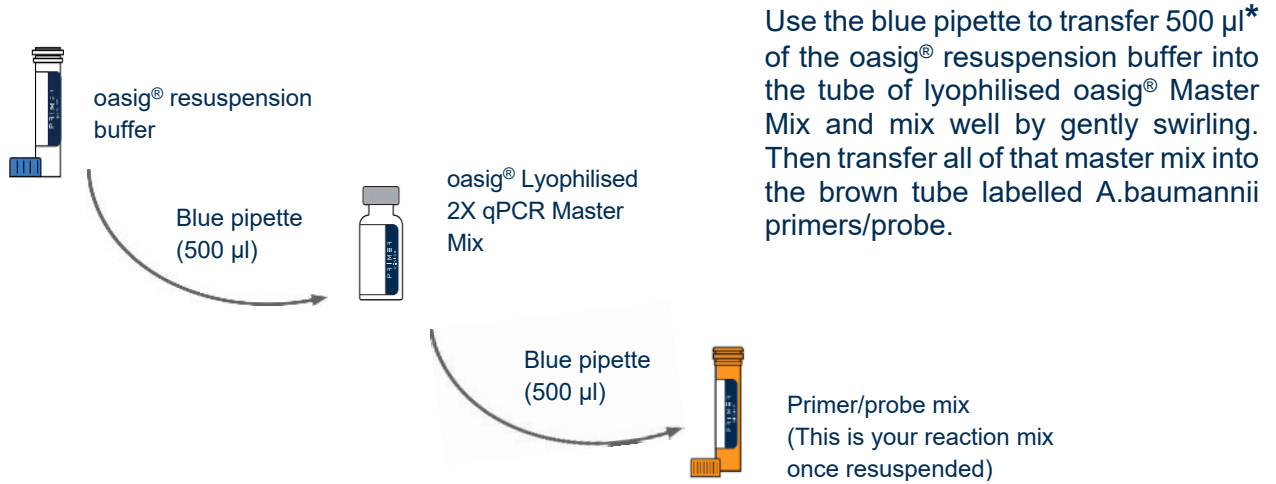 Use the blue pipette to transfer 500 µl*
of the oasig® resuspension buffer into
the tube of lyophilised oasig® Master
Mix and mix well by gently swirling.
Then transfer all of that master mix into
the brown tube labelled A.baumannii
primers/probe.
oasig® resuspension
buffer
Blue pipette
(500 µl)
oasig® Lyophilised
2X qPCR Master
Mix
Blue pipette
(500 µl)
Primer/probe mix
(This is your reaction mix
once resuspended)
PRIMER
PRIMER
PRIMER